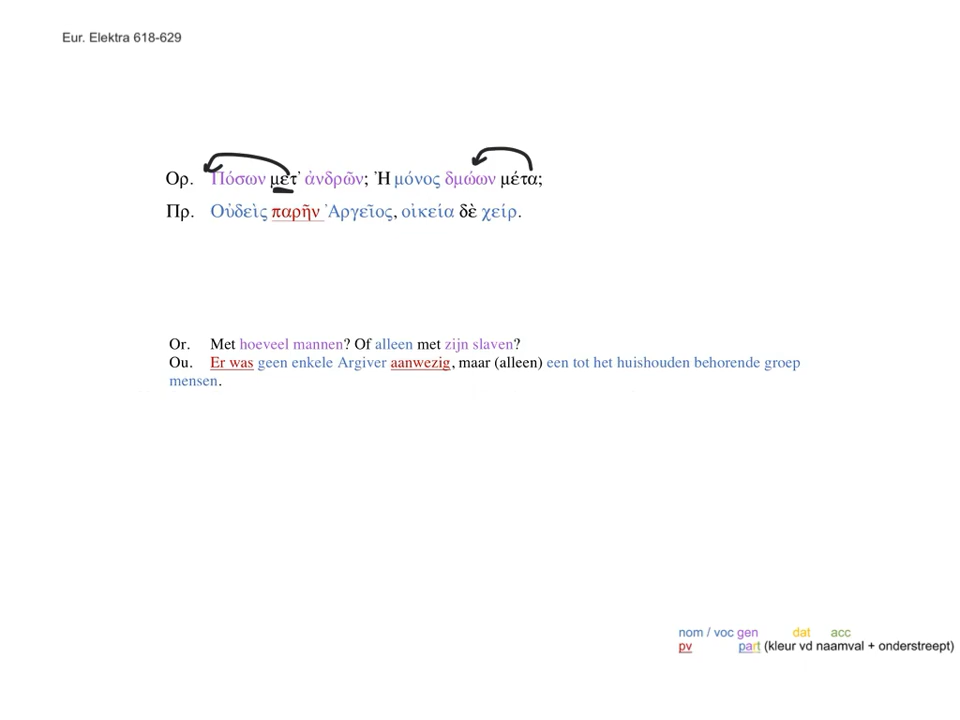 Eur. Elektra 618-629
Ορ. Πόσων μετ᾽ ἀνδρῶν; Ἢ μόνος δμώων μέτα;
Πρ. Οὐδεὶς παρῆν Ἀργεῖος, οἰκεία δὲ χείρ.
Or. Met hoeveel mannen? Of alleen met zijn slaven?
Ou. Er was geen enkele Argiver aanwezig, maar (alleen) een tot het huishouden behorende groep
mensen.
nom / voc gen dat acc
pv part (kleur vd naamval + onderstreept)